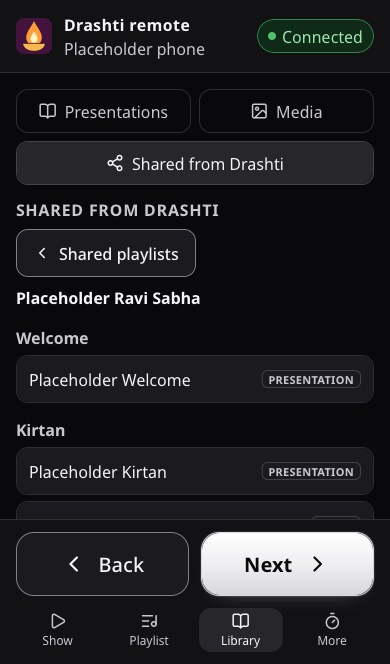 Drashti remote
Placeholder phone
Connected
Presentations
Media
Shared from Drashti
SHARED FROM DRASHTI
Shared playlists
Placeholder Ravi Sabha
Welcome
Placeholder Welcome
PRESENTATION
Kirtan
Placeholder Kirtan
PRESENTATION
Back
Next
Show
Playlist
Library
More